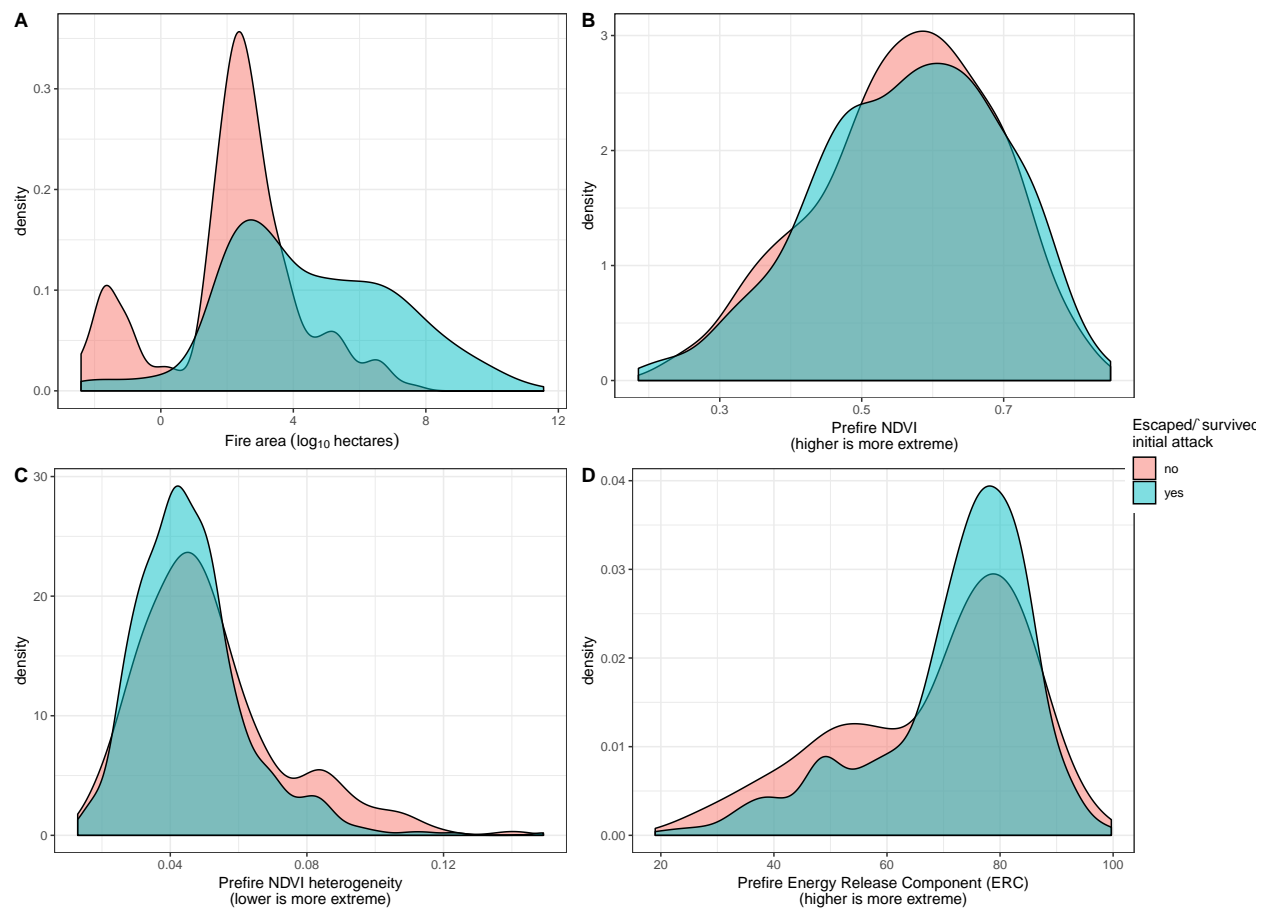 A
density
0.3
0.2
0.1
0.0
0 4 8 12
Fire area (log10 hectares)
B
density
3
2
1
0
0.3 0.5 0.7
Prefire NDVI
(higher is more extreme)
C
density
30
20
10
0
0.04 0.08 0.12
Prefire NDVI heterogeneity
(lower is more extreme)
D
density
0.04
0.03
0.02
0.01
0.00
20 40 60 80 100
Prefire Energy Release Component (ERC)
(higher is more extreme)
Escaped/`survived
initial attack
no
yes